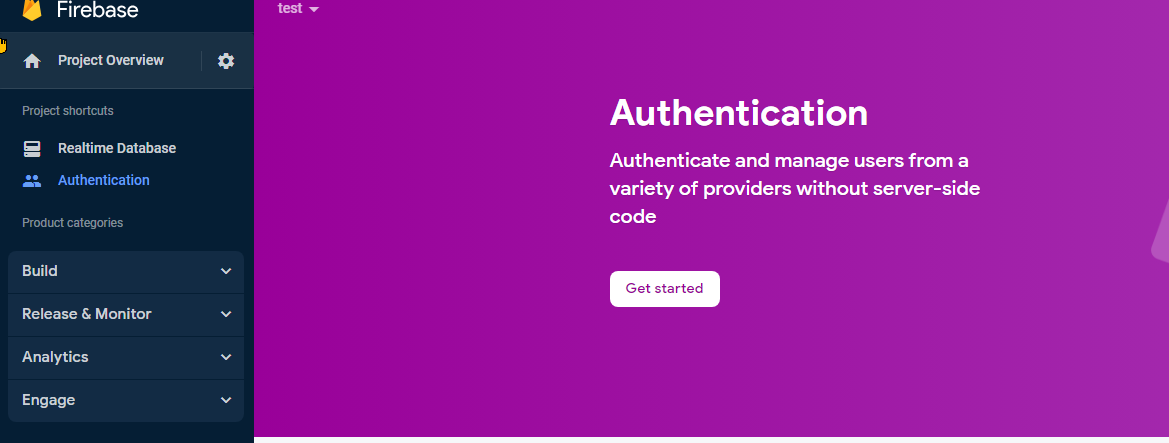 Firebase
test
Project Overview
Project shortcuts
Realtime Database
Authentication
Product categories
Build
Release & Monitor
Analytics
Engage
Authentication
Authenticate and manage users from a
variety of providers without server-side
code
Get started